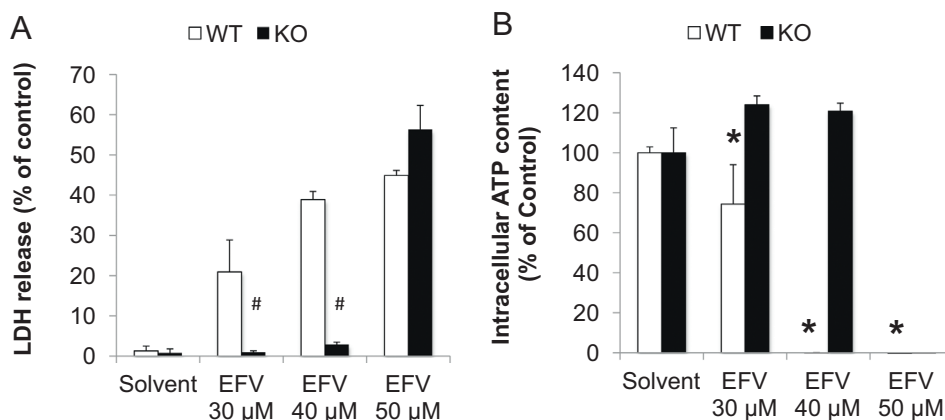 A
WT KO
LDH release (% of control)
70
60
50
40
30
20
10
0
#
#
Solvent EFV EFV EFV
30 µM 40 µM 50 µM
B
WT KO
Intracellular ATP content
(% of Control)
140
120
100
80
60
40
20
0
*
*
*
Solvent EFV EFV EFV
30 µM 40 µM 50 µM